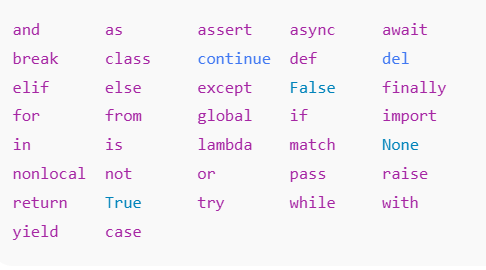 and as assert async await
break class continue def del
elif else except False finally
for from global if import
in is lambda match None
nonlocal not or pass raise
return True try while with
yield case